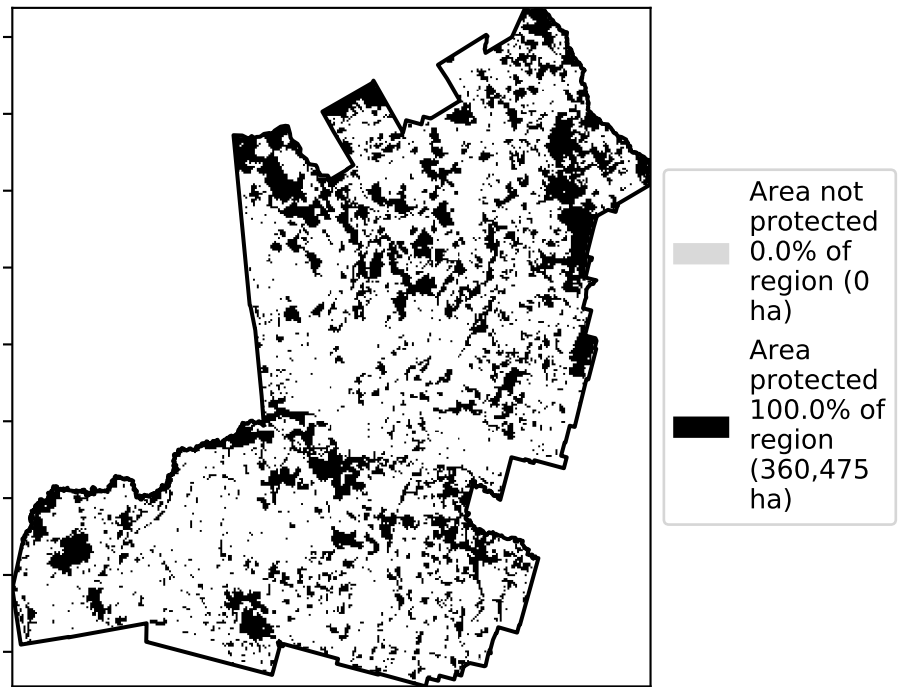 Area not
protected
0.0% of
region (0
ha)
Area
protected
100.0% of
region
(360,475
ha)